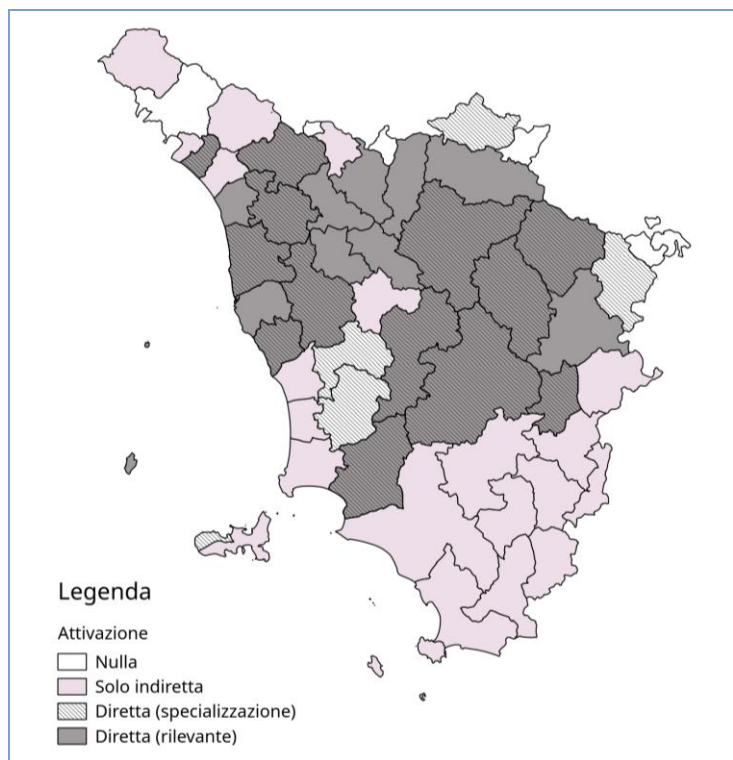 Legenda
Attivazione
Nulla
Solo indiretta
Diretta (specializzazione)
Diretta (rilevante)